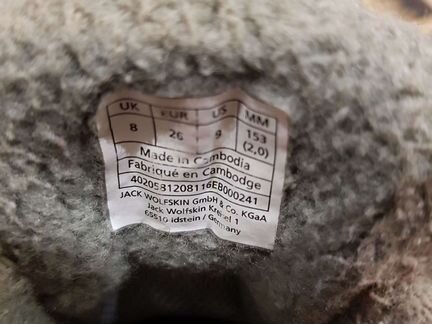 UK EUR US MM
8 26 9 153
(2,0)
Made in Cambodia
Fabriqué en Cambodge
4020581208116EB000241
JACK WOLFSKIN GmbH & Co. KGaA
Jack Wolfskin Kreisel 1
65510 Idstein / Germany